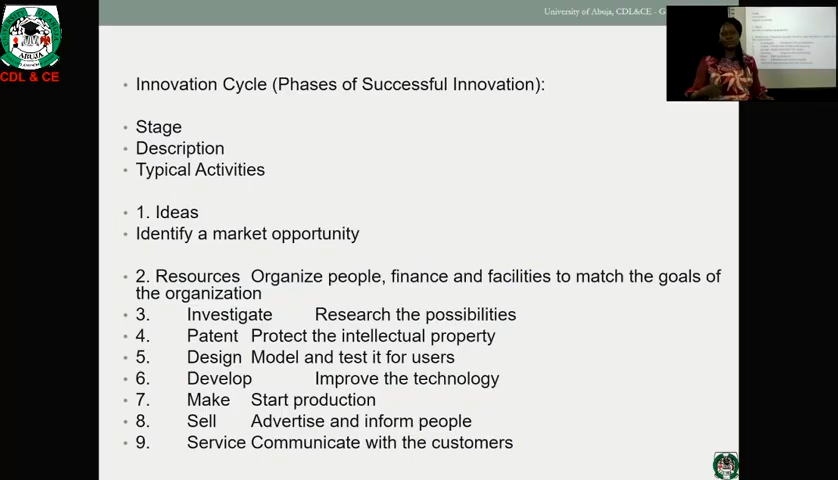 University of Abuja, CDL&CE - G
ABUJA
CDL & CE
Innovation Cycle (Phases of Successful Innovation):
Stage
Description
Typical Activities
1. Ideas
Identify a market opportunity
2. Resources Organize people, finance and facilities to match the goals of
the organization
3. Investigate Research the possibilities
4. Patent Protect the intellectual property
5. Design Model and test it for users
6. Develop Improve the technology
7. Make Start production
8. Sell Advertise and inform people
9. Service Communicate with the customers